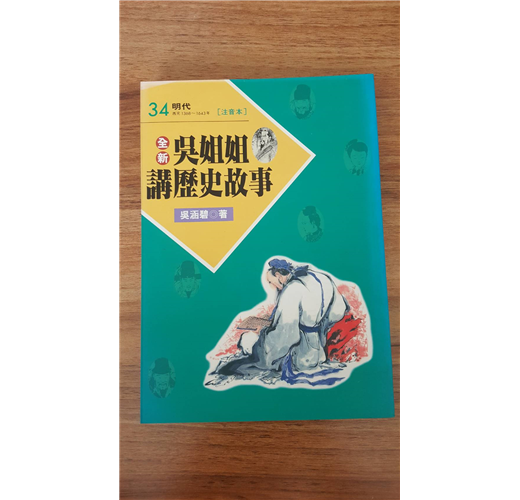 34 明代 [注音本]
全新
吳姐姐
講歷史故事
吳涵碧◎著